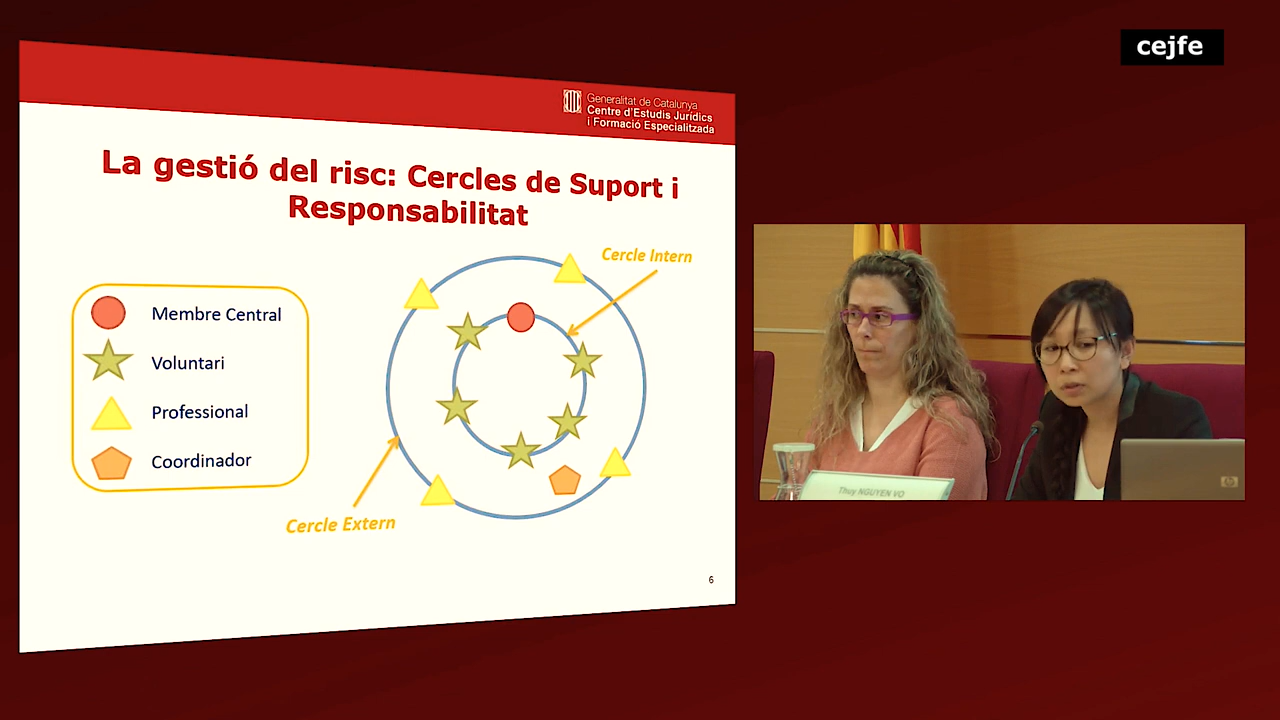 cejfe
Generalitat de Catalunya
Centre d'Estudis Jurídics
i Formació Especialitzada
La gestió del risc: Cercles de Suport i
Responsabilitat
Cercle Intern
Membre Central
Voluntari
Professional
Coordinador
Cercle Extern
6
Thuy NGUYEN VO
hp